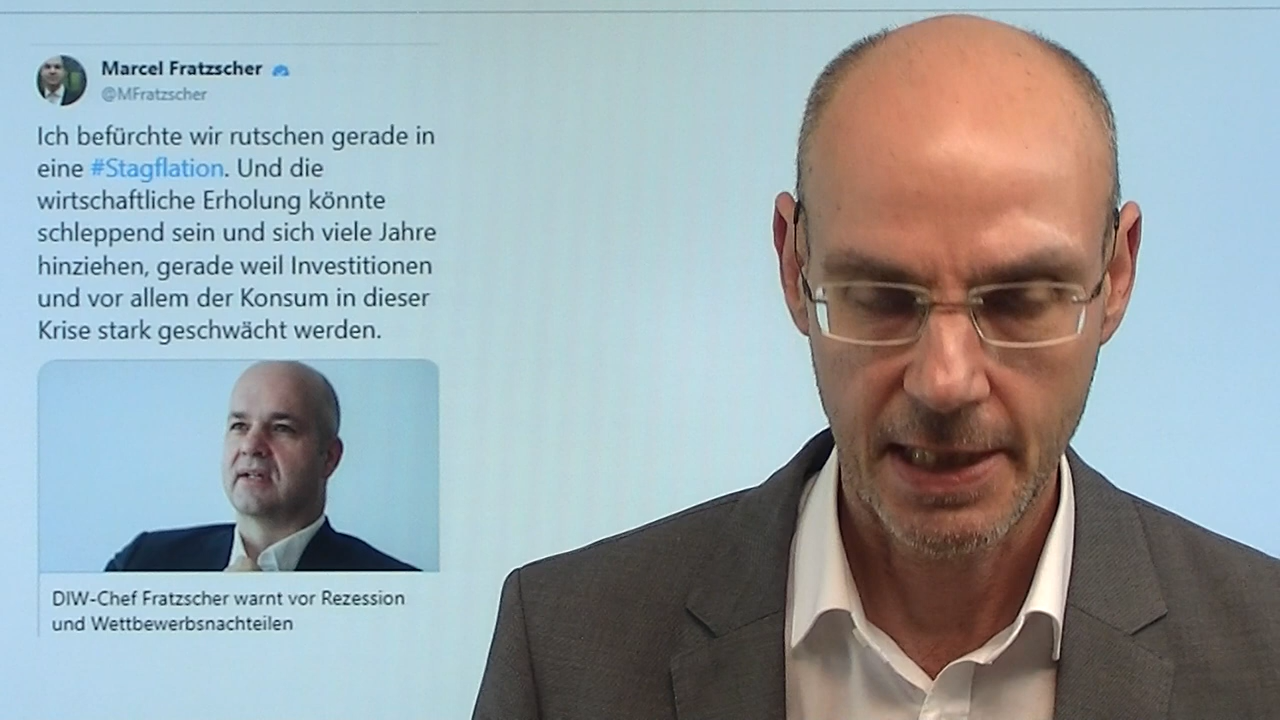 Marcel Fratzscher
@MFratzscher
Ich befürchte wir rutschen gerade in
eine #Stagflation. Und die
wirtschaftliche Erholung könnte
schleppend sein und sich viele Jahre
hinziehen, gerade weil Investitionen
und vor allem der Konsum in dieser
Krise stark geschwächt werden.
DIW-Chef Fratzscher warnt vor Rezession
und Wettbewerbsnachteilen